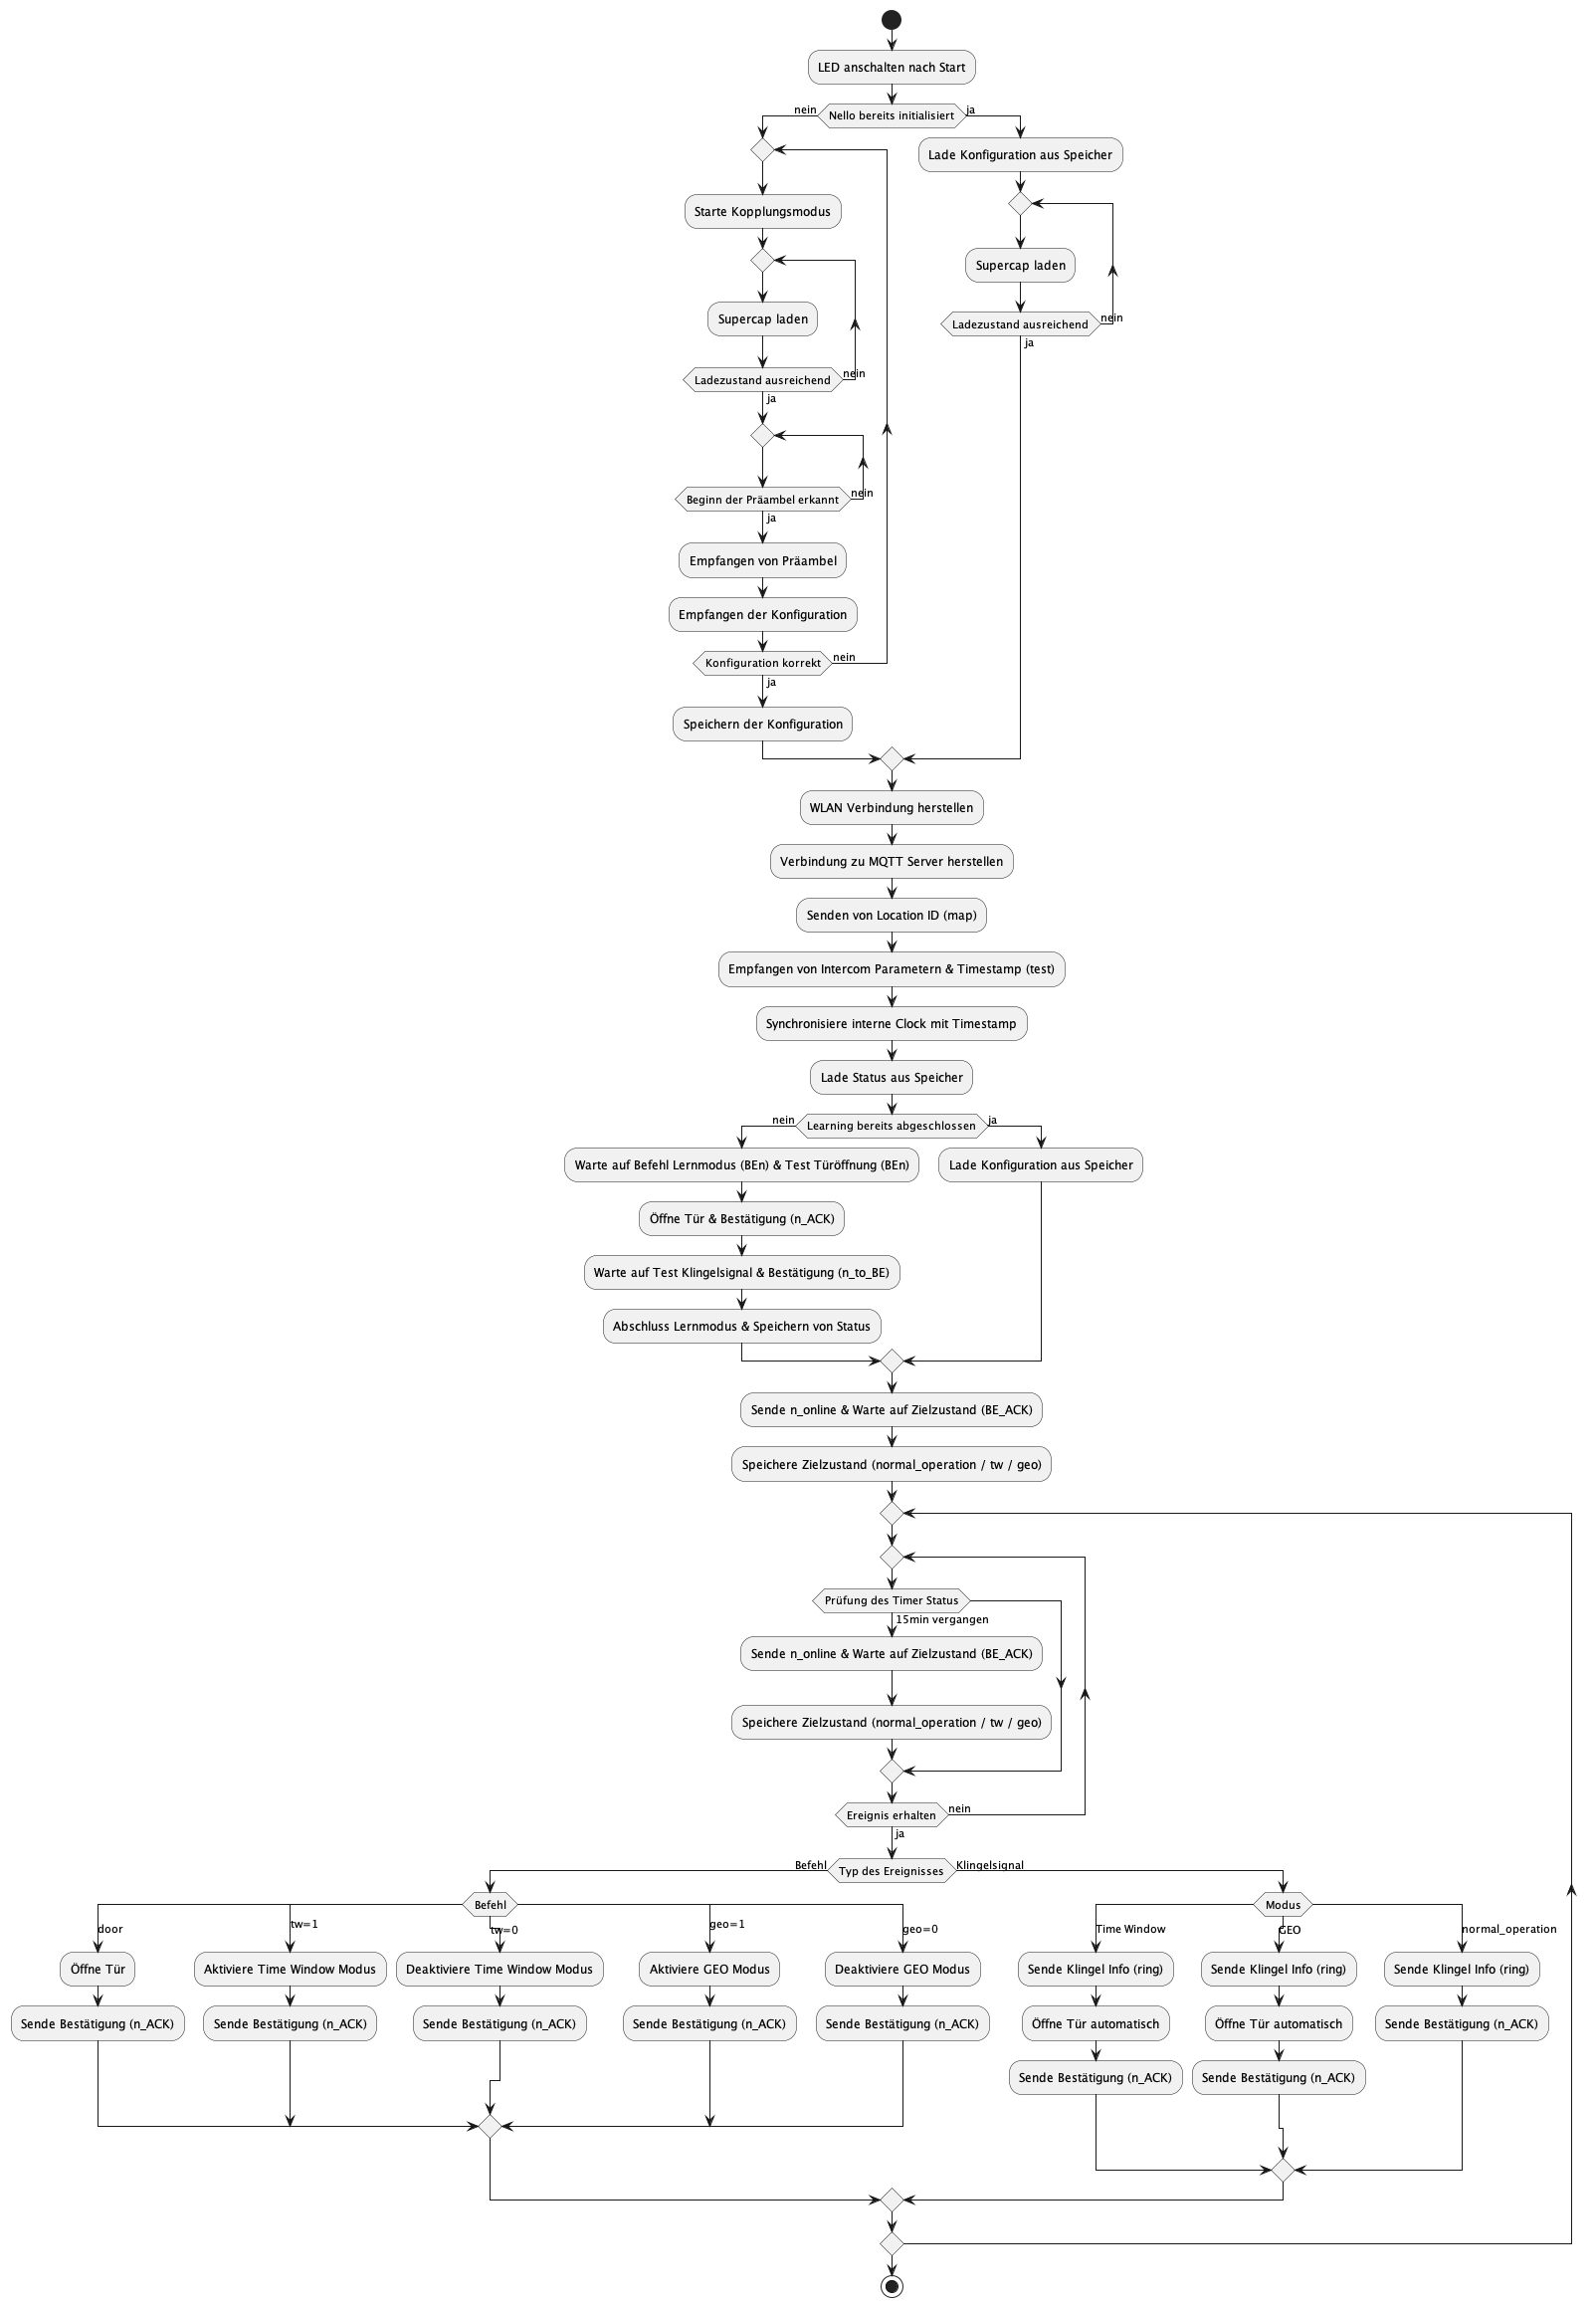 LED anschalten nach Start
nein
Nello bereits initialisiert
ja
Lade Konfiguration aus Speicher
Starte Kopplungsmodus
Supercap laden
Supercap laden
Ladezustand ausreichend
nein
ja
Ladezustand ausreichend
nein
ja
Beginn der Präambel erkannt
nein
ja
Empfangen von Präambel
Empfangen der Konfiguration
Konfiguration korrekt
nein
ja
Speichern der Konfiguration
WLAN Verbindung herstellen
Verbindung zu MQTT Server herstellen
Senden von Location ID (map)
Empfangen von Intercom Parametern & Timestamp (test)
Synchronisiere interne Clock mit Timestamp
Lade Status aus Speicher
nein
Learning bereits abgeschlossen
ja
Warte auf Befehl Lernmodus (BEn) & Test Türöffnung (BEn)
Lade Konfiguration aus Speicher
Öffne Tür & Bestätigung (n_ACK)
Warte auf Test Klingelsignal & Bestätigung (n_to_BE)
Abschluss Lernmodus & Speichern von Status
Sende n_online & Warte auf Zielzustand (BE_ACK)
Speichere Zielzustand (normal_operation / tw / geo)
Prüfung des Timer Status
15min vergangen
Sende n_online & Warte auf Zielzustand (BE_ACK)
Speichere Zielzustand (normal_operation / tw / geo)
Ereignis erhalten
nein
ja
Befehl
Typ des Ereignisses
Klingelsignal
Befehl
Modus
door
tw=1
tw=0
geo=1
geo=0
Time Window
GEO
normal_operation
Öffne Tür
Aktiviere Time Window Modus
Deaktiviere Time Window Modus
Aktiviere GEO Modus
Deaktiviere GEO Modus
Sende Klingel Info (ring)
Sende Klingel Info (ring)
Sende Klingel Info (ring)
Sende Bestätigung (n_ACK)
Sende Bestätigung (n_ACK)
Sende Bestätigung (n_ACK)
Sende Bestätigung (n_ACK)
Sende Bestätigung (n_ACK)
Öffne Tür automatisch
Öffne Tür automatisch
Sende Bestätigung (n_ACK)
Sende Bestätigung (n_ACK)
Sende Bestätigung (n_ACK)